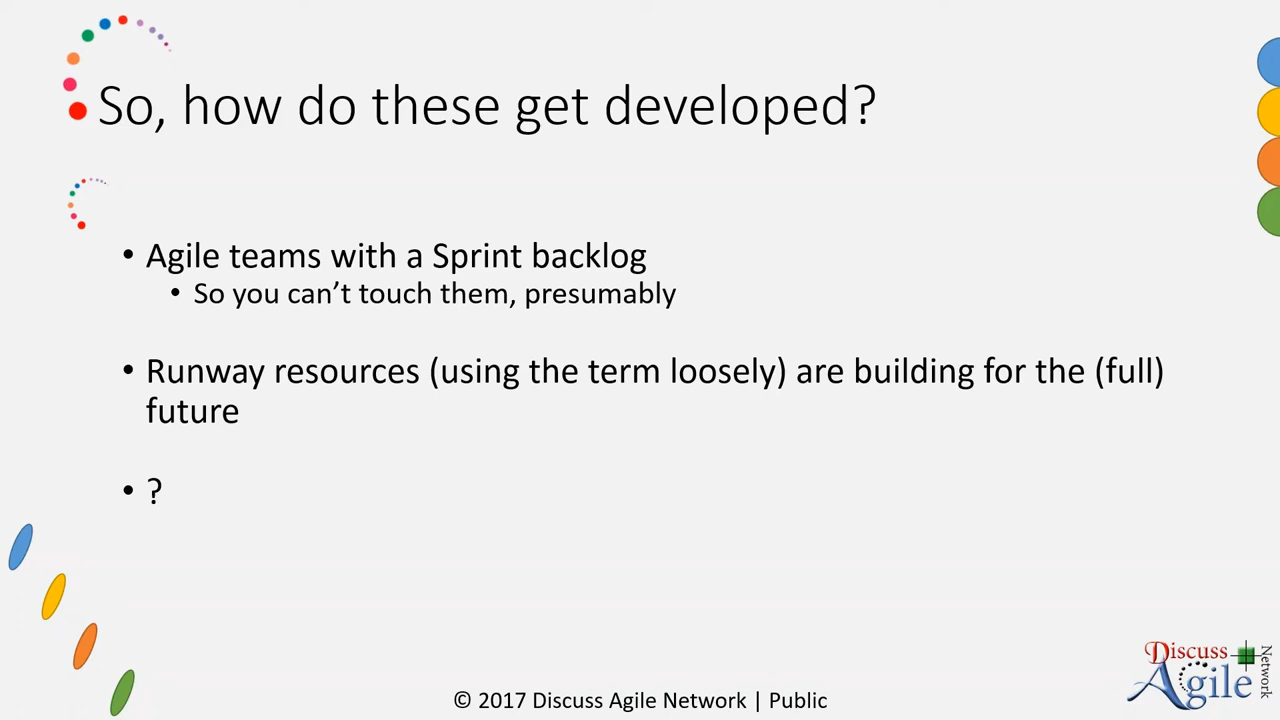 So, how do these get developed?
• Agile teams with a Sprint backlog
• So you can’t touch them, presumably
• Runway resources (using the term loosely) are building for the (full)
future
• ?
© 2017 Discuss Agile Network | Public
Discuss
Agile
Network